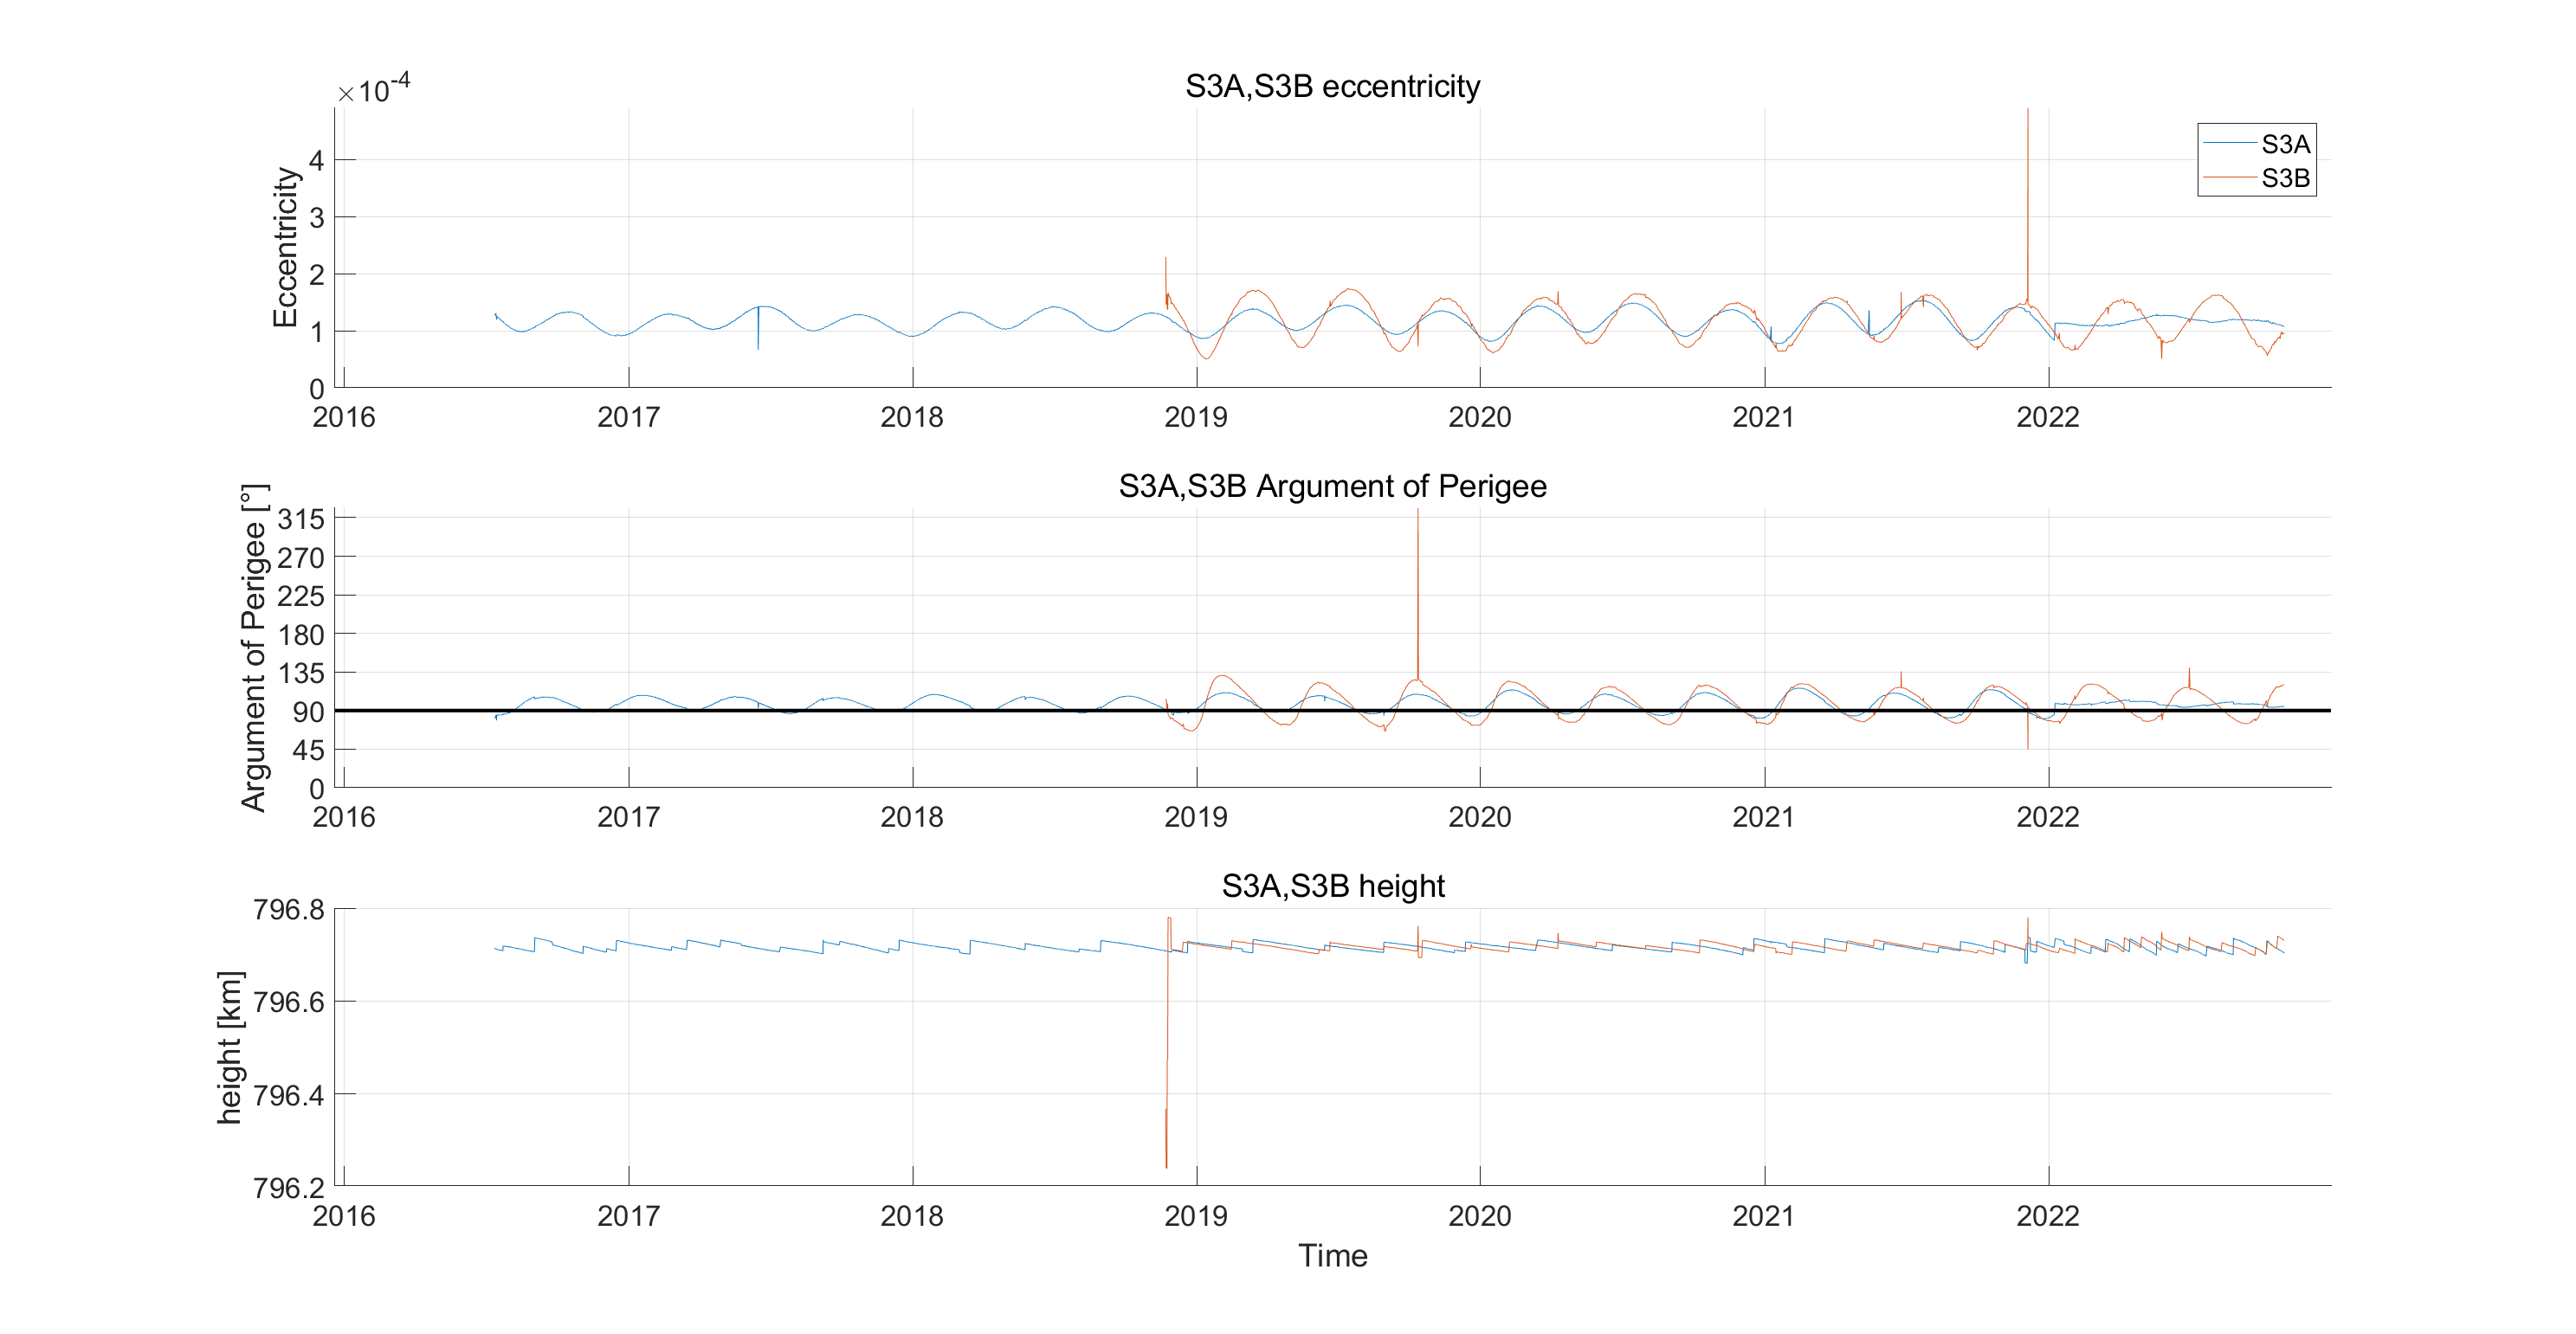 S3A,S3B eccentricity
×10-4
Eccentricity
4
3
2
1
0
S3A
S3B
2016 2017 2018 2019 2020 2021 2022
S3A,S3B Argument of Perigee
Argument of Perigee [°]
315
270
225
180
135
90
45
0
2016 2017 2018 2019 2020 2021 2022
S3A,S3B height
height [km]
796.8
796.6
796.4
796.2
2016 2017 2018 2019 2020 2021 2022
Time